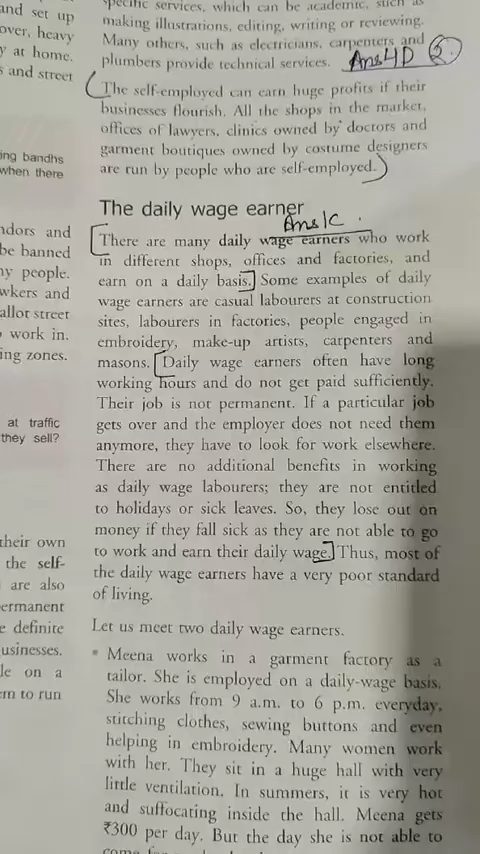 and set up
over, heavy
y at home.
s and street
ing bandhs
when there
ndors and
be banned
ny people.
wkers and
allot street
o work in.
ing zones.
at traffic
they sell?
their own
the self-
are also
ermanent
e definite
usinesses.
le on a
em to run
specific services, which can be academic, such as
making illustrations, editing, writing or reviewing.
Many others, such as electricians, carpenters and
plumbers provide technical services. Ans4D 2.
(The self-employed can earn huge profits if their
businesses flourish. All the shops in the market,
offices of lawyers, clinics owned by doctors and
garment boutiques owned by costume designers
are run by people who are self-employed.)
The daily wage earner
Ans1C.
[There are many daily wage earners who work
in different shops, offices and factories, and
earn on a daily basis.] Some examples of daily
wage earners are casual labourers at construction
sites, labourers in factories, people engaged in
embroidery, make-up artists, carpenters and
masons. [Daily wage earners often have long
working hours and do not get paid sufficiently.
Their job is not permanent. If a particular job
gets over and the employer does not need them
anymore, they have to look for work elsewhere.
There are no additional benefits in working
as daily wage labourers; they are not entitled
to holidays or sick leaves. So, they lose out on
money if they fall sick as they are not able to go
to work and earn their daily wage.] Thus, most of
the daily wage earners have a very poor standard
of living.
Let us meet two daily wage earners.
▪ Meena works in a garment factory as a
tailor. She is employed on a daily-wage basis.
She works from 9 a.m. to 6 p.m. everyday,
stitching clothes, sewing buttons and even
helping in embroidery. Many women work
with her. They sit in a huge hall with very
little ventilation. In summers, it is very hot
and suffocating inside the hall. Meena gets
₹300 per day. But the day she is not able to